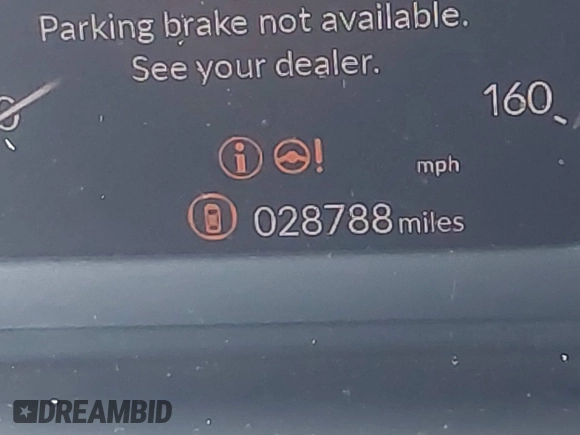 Parking brake not available.
See your dealer.
160
mph
028788 miles
DREAMBID